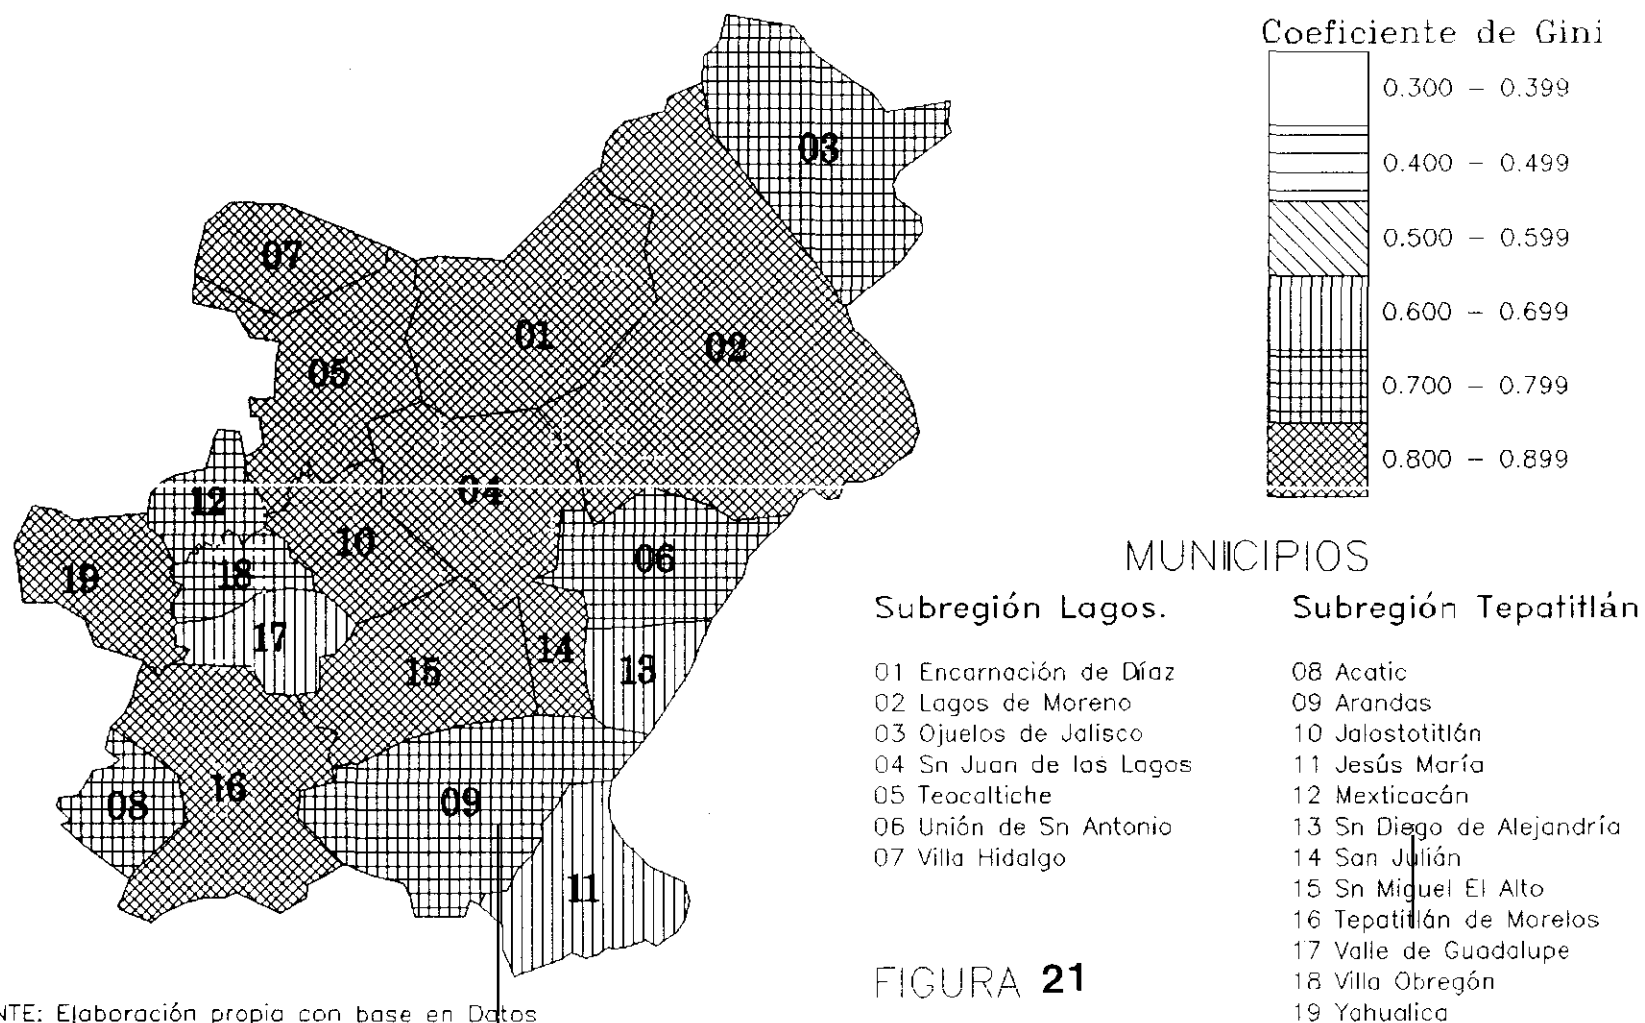 Coeficiente de Gini
0.300 – 0.399
0.400 – 0.499
0.500 – 0.599
0.600 – 0.699
0.700 – 0.799
0.800 – 0.899
03
07
01
02
05
12
04
10
06
19
18
17
14
13
15
16
08
09
11
MUNICIPIOS
Subregión Lagos.
01 Encarnación de Díaz
02 Lagos de Moreno
03 Ojuelos de Jalisco
04 Sn Juan de los Lagos
05 Teocaltiche
06 Unión de Sn Antonio
07 Villa Hidalgo
Subregión Tepatitlán
08 Acatic
09 Arandas
10 Jalostotitlán
11 Jesús María
12 Mexticacán
13 Sn Diego de Alejandría
14 San Julián
15 Sn Miguel El Alto
16 Tepatitlán de Morelos
17 Valle de Guadalupe
18 Villa Obregón
19 Yahualica
FIGURA 21
NTE: Elaboración propia con base en Datos